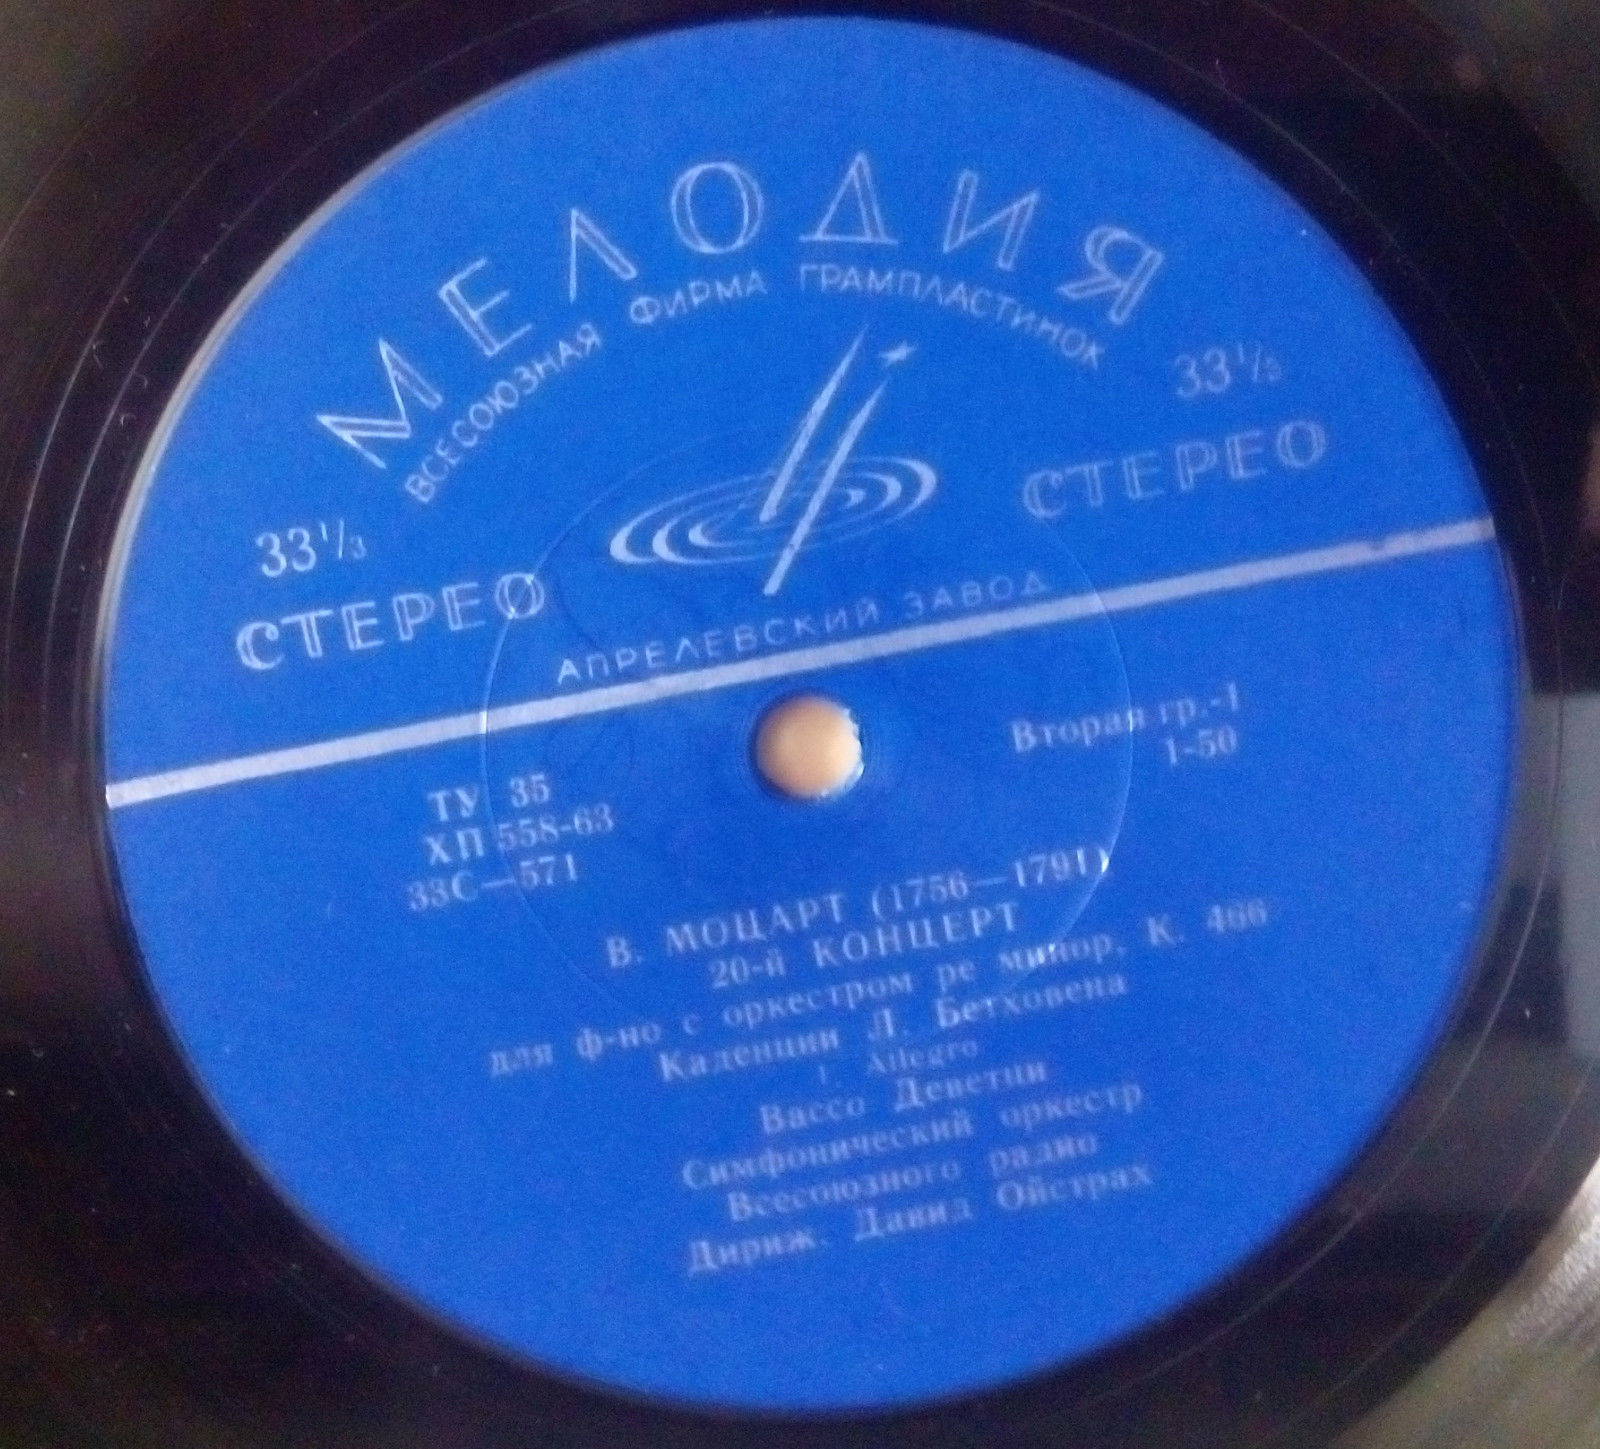 МЕЛОДИЯ
ВСЕСОЮЗНАЯ ФИРМА ГРАМПЛАСТИНОК
33⅓
33⅓
СТЕРЕО
СТЕРЕО
АПРЕЛЕВСКИЙ ЗАВОД
ТУ 35
ХП 558-63
33С—571
Вторая гр.-1
1-50
В. МОЦАРТ (1756—1791)
20-й КОНЦЕРТ
для ф-но с оркестром ре минор, К. 466
Каденции Л. Бетховена
1. Allegro
Вассо Деветци
Симфонический оркестр
Всесоюзного радио
Дириж. Давид Ойстрах